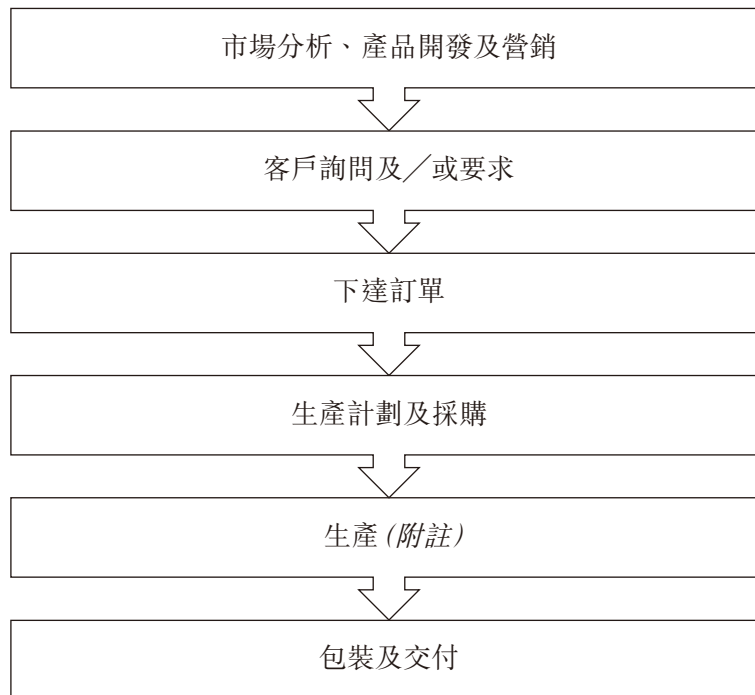 市場分析、產品開發及營銷
客戶詢問及╱或要求
下達訂單
生產計劃及採購
生產(附註)
包裝及交付